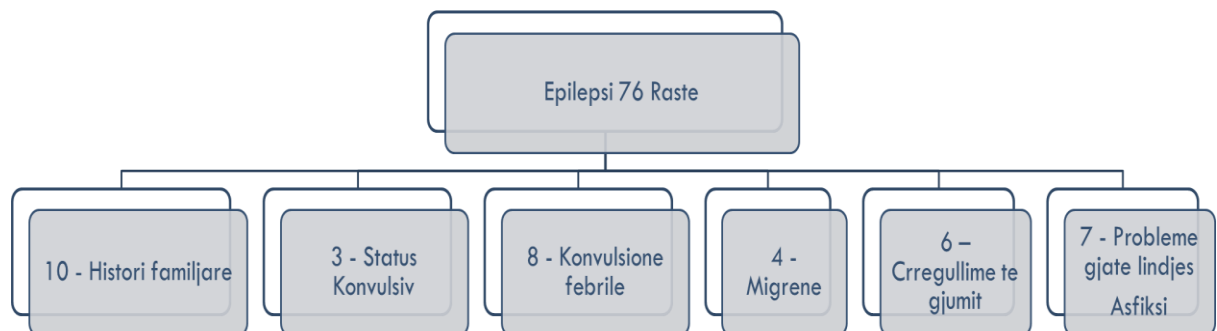 Epilepsi 76 Raste
10 - Histori familjare
3 - Status
Konvulsiv
8 - Konvulsione
febrile
4 -
Migrene
6 –
Crregullime te
gjumit
7 - Probleme
gjate lindjes
Asfiksi